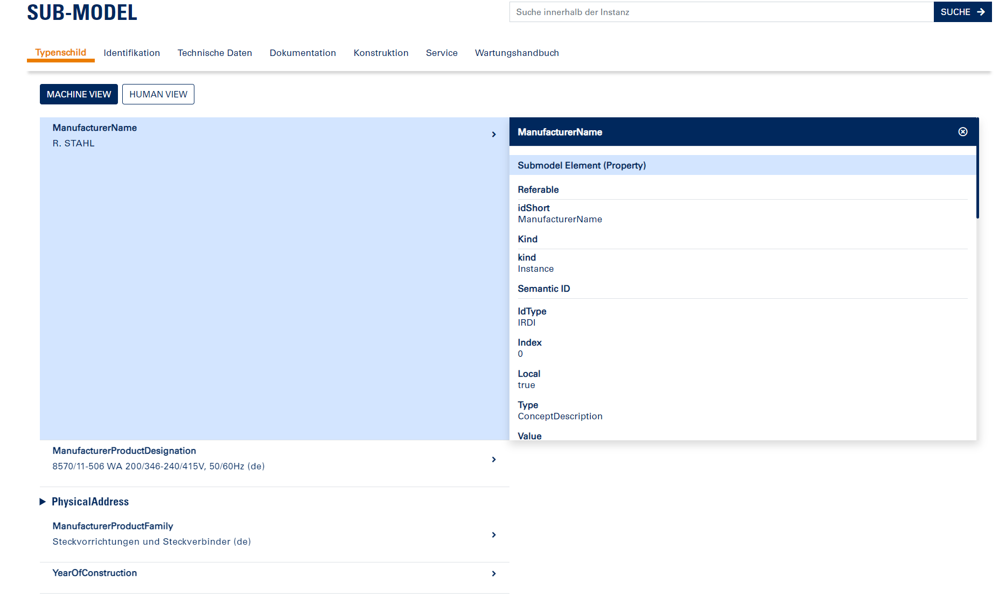 SUB-MODEL
Suche innerhalb der Instanz
SUCHE
Typenschild
Identifikation
Technische Daten
Dokumentation
Konstruktion
Service
Wartungshandbuch
MACHINE VIEW
HUMAN VIEW
ManufacturerName
R. STAHL
ManufacturerName
Submodel Element (Property)
Referable
idShort
ManufacturerName
Kind
kind
Instance
Semantic ID
IdType
IRDI
Index
0
Local
true
Type
ConceptDescription
Value
ManufacturerProductDesignation
8570/11-506 WA 200/346-240/415V, 50/60Hz (de)
PhysicalAddress
ManufacturerProductFamily
Steckvorrichtungen und Steckverbinder (de)
YearOfConstruction